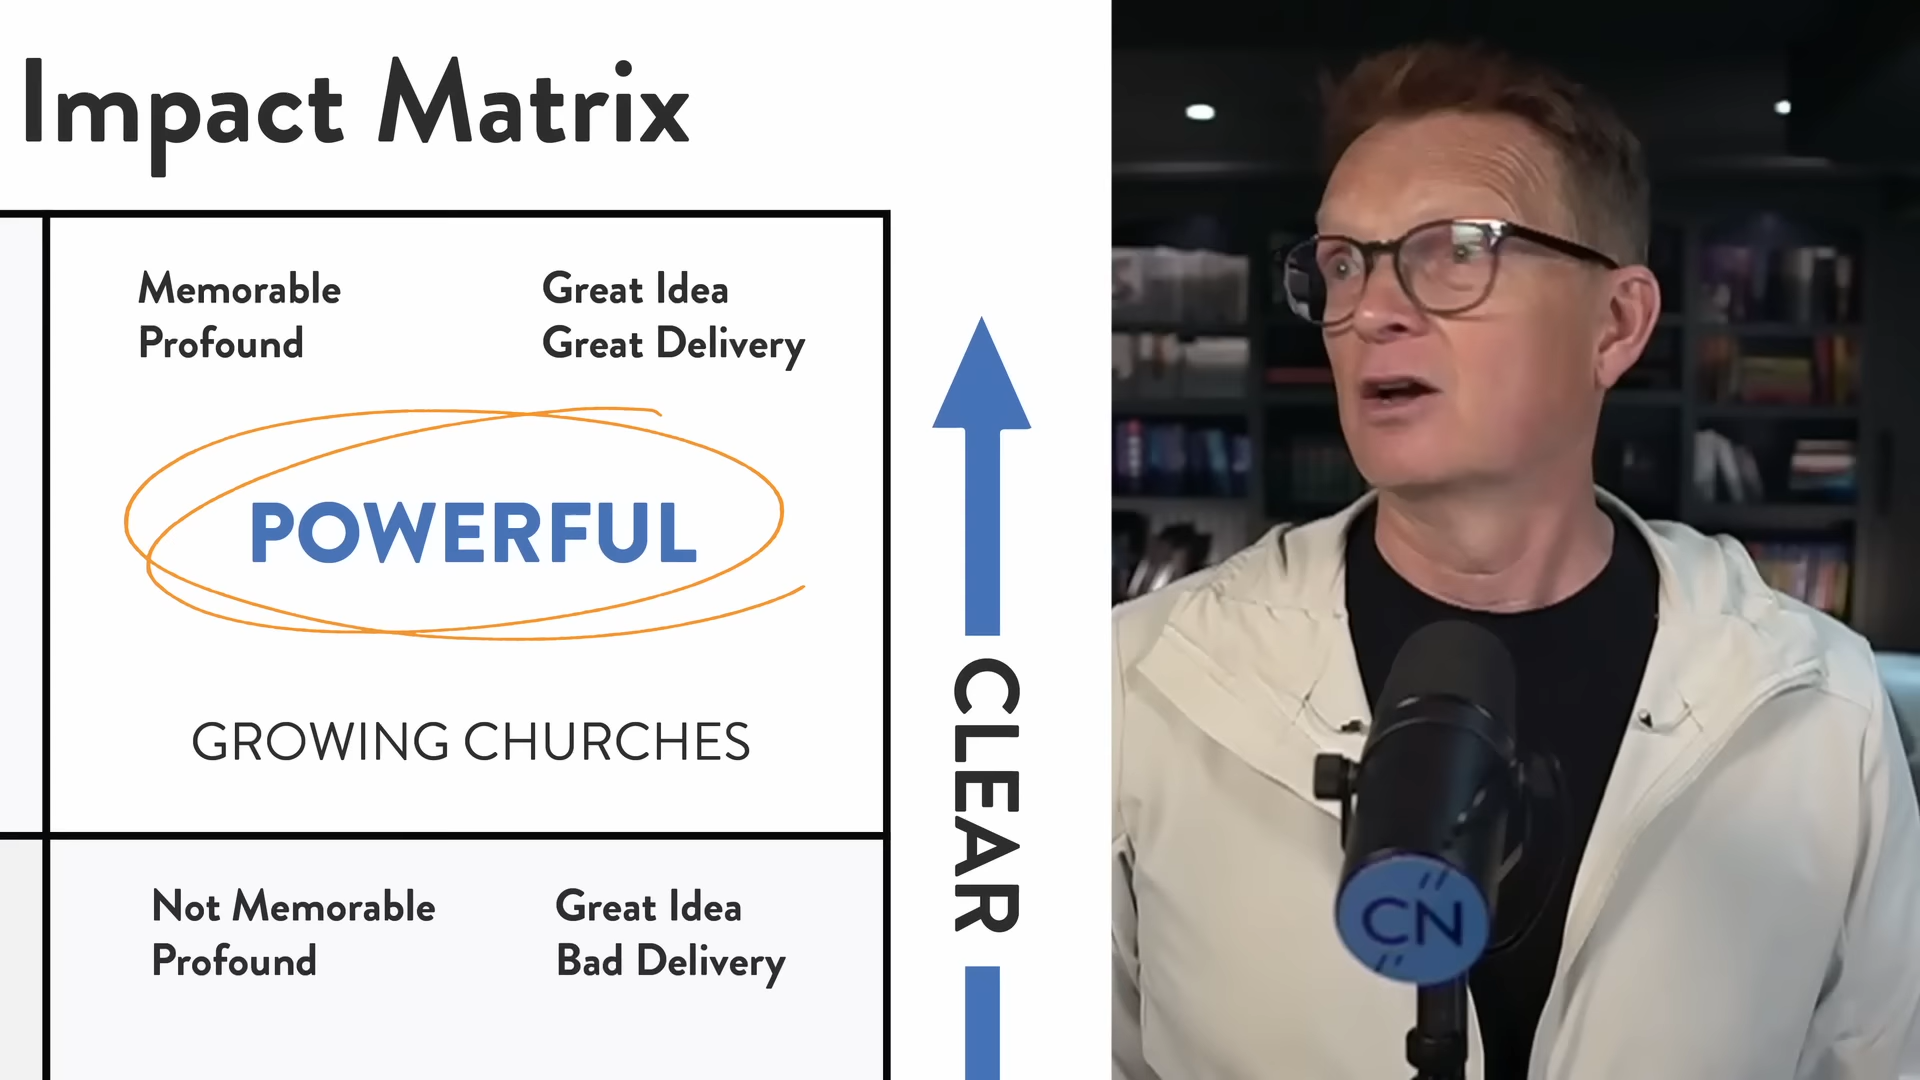 Impact Matrix
Memorable
Profound
Great Idea
Great Delivery
POWERFUL
GROWING CHURCHES
Not Memorable
Profound
Great Idea
Bad Delivery
CLEAR
CN